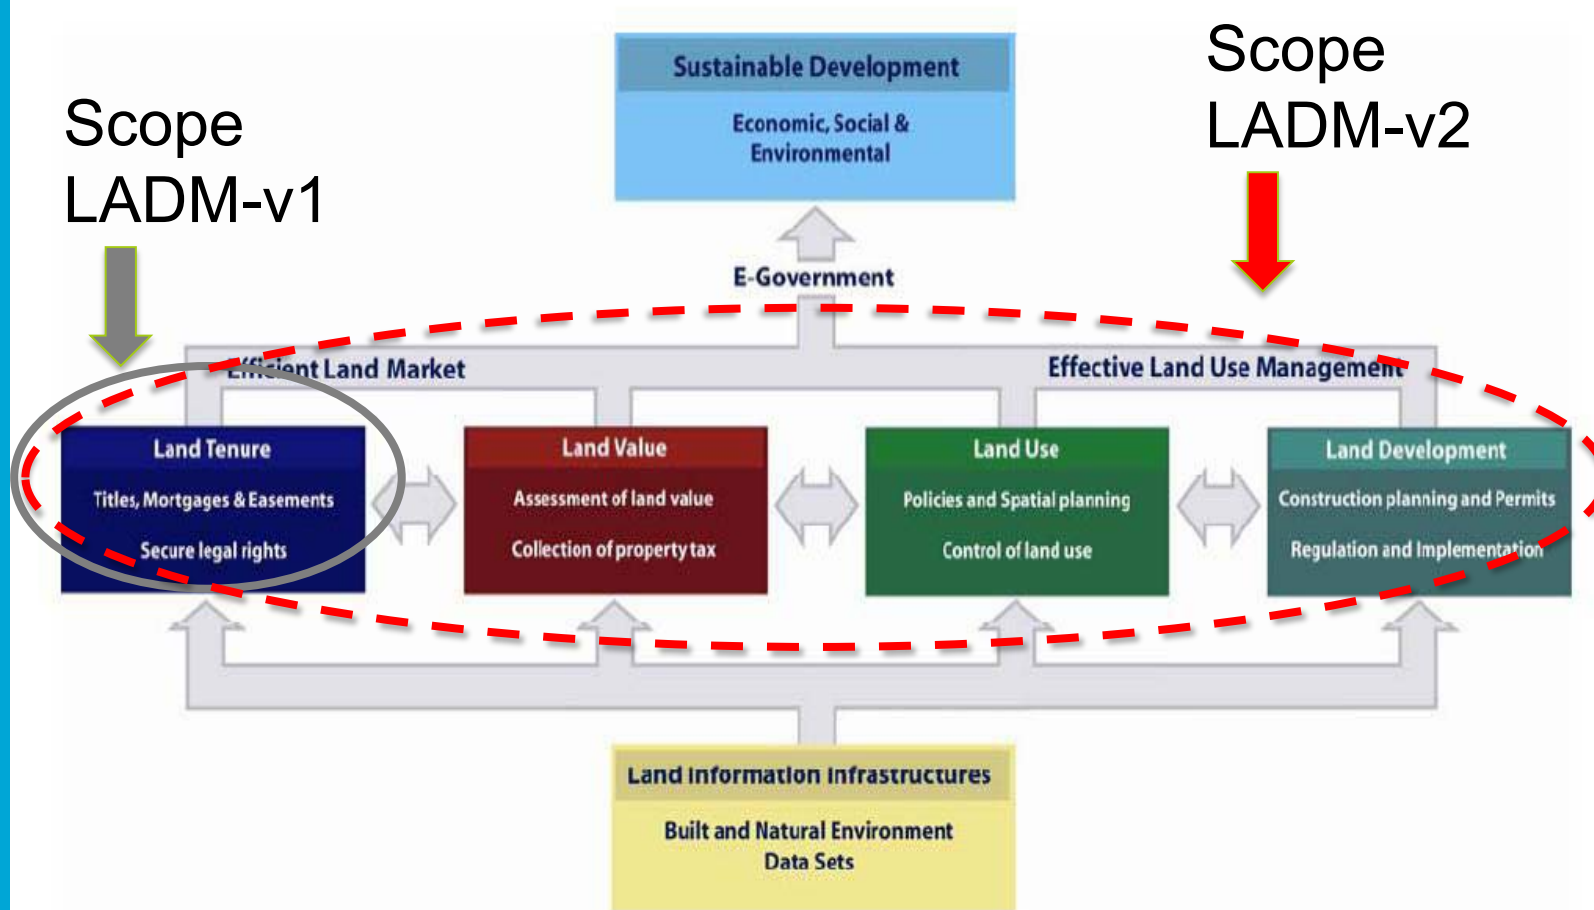 Scope
LADM-v1
Sustainable Development
Economic, Social &
Environmental
Scope
LADM-v2
E-Government
Efficient Land Market
Effective Land Use Management
Land Tenure
Titles, Mortgages & Easements
Secure legal rights
Land Value
Assessment of land value
Collection of property tax
Land Use
Policies and Spatial planning
Control of land use
Land Development
Construction planning and Permits
Regulation and Implementation
Land Information Infrastructures
Built and Natural Environment
Data Sets